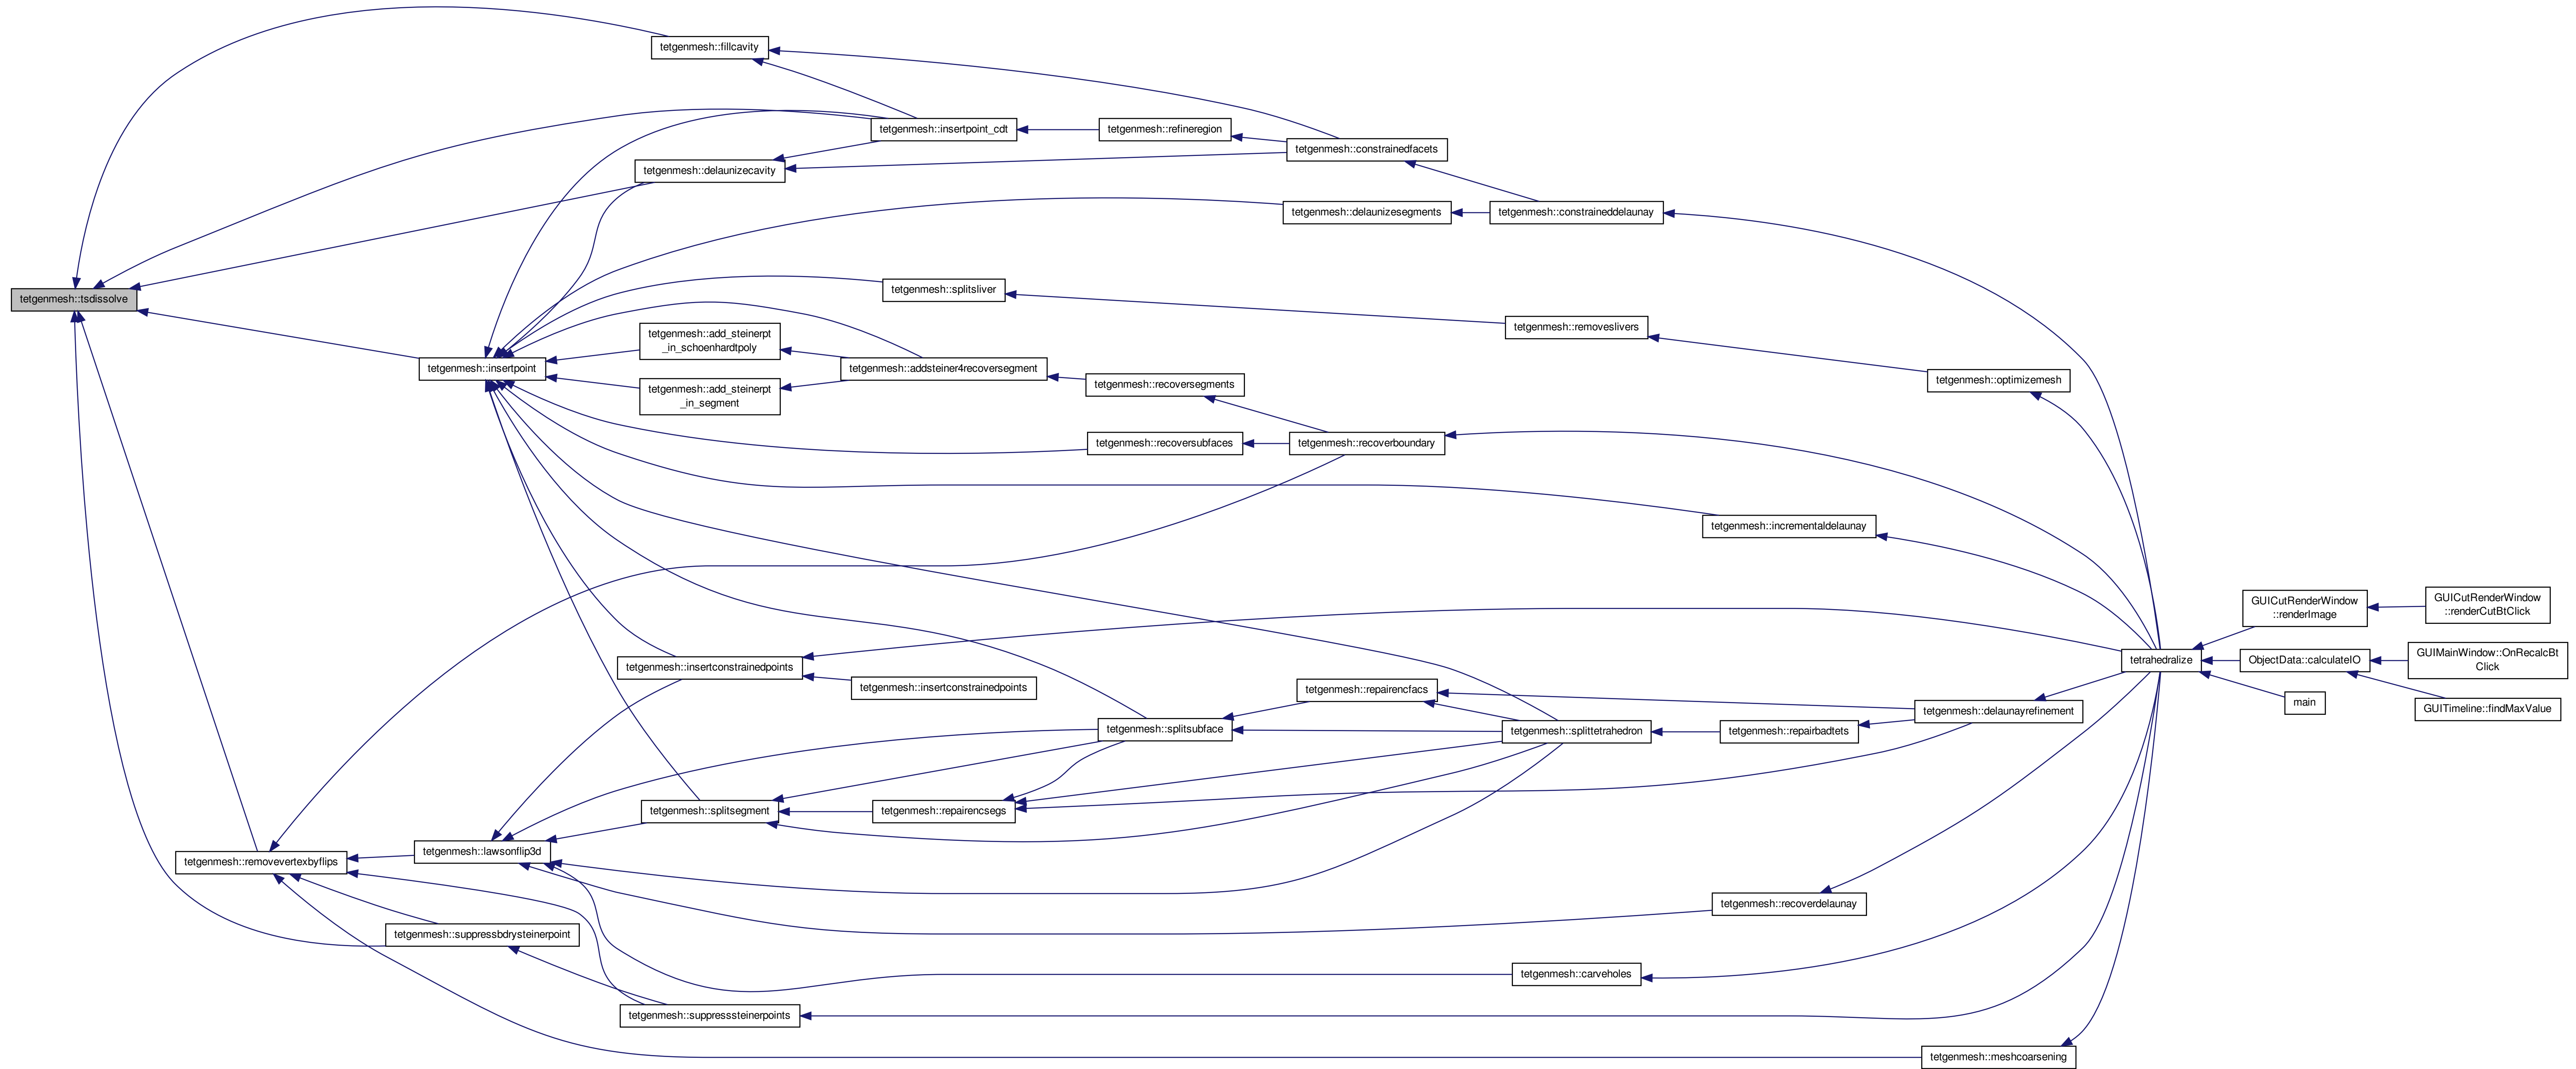 tetgenmesh::fillcavity
tetgenmesh::insertpoint_cdt
tetgenmesh::refineregion
tetgenmesh::constrainedfacets
tetgenmesh::delaunizecavity
tetgenmesh::delaunizesegments
tetgenmesh::constraineddelaunay
tetgenmesh::tsdissolve
tetgenmesh::splitsliver
tetgenmesh::removeslivers
tetgenmesh::add_steinerpt
_in_schoenhardtpoly
tetgenmesh::insertpoint
tetgenmesh::addsteiner4recoversegment
tetgenmesh::add_steinerpt
_in_segment
tetgenmesh::recoversegments
tetgenmesh::optimizemesh
tetgenmesh::recoversubfaces
tetgenmesh::recoverboundary
tetgenmesh::incrementaldelaunay
GUICutRenderWindow
::renderImage
GUICutRenderWindow
::renderCutBtClick
tetgenmesh::insertconstrainedpoints
tetgenmesh::insertconstrainedpoints
tetrahedralize
ObjectData::calculateIO
GUIMainWindow::OnRecalcBt
Click
main
GUITimeline::findMaxValue
tetgenmesh::repairencfacs
tetgenmesh::delaunayrefinement
tetgenmesh::splitsubface
tetgenmesh::splittetrahedron
tetgenmesh::repairbadtets
tetgenmesh::splitsegment
tetgenmesh::repairencsegs
tetgenmesh::lawsonflip3d
tetgenmesh::removevertexbyflips
tetgenmesh::recoverdelaunay
tetgenmesh::suppressbdrysteinerpoint
tetgenmesh::carveholes
tetgenmesh::suppresssteinerpoints
tetgenmesh::meshcoarsening